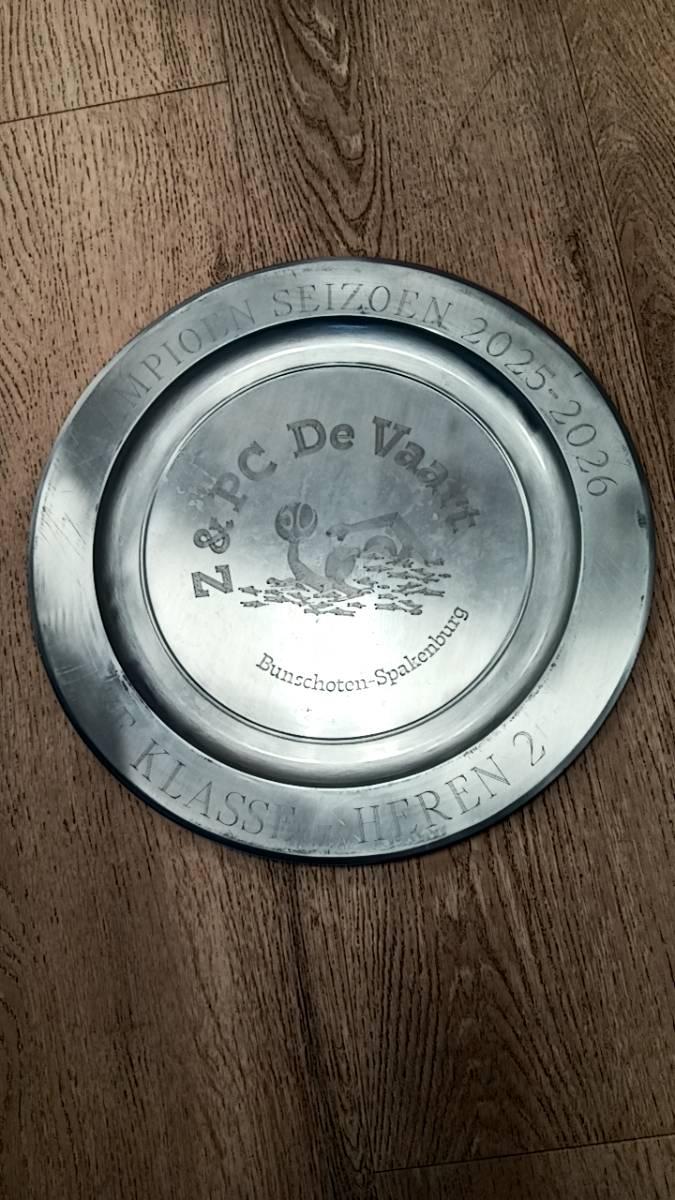 MPIOEN SEIZOEN 2025-2026
Z & PC De Vaart
Bunschoten-Spakenburg
KLASSE HEREN 2